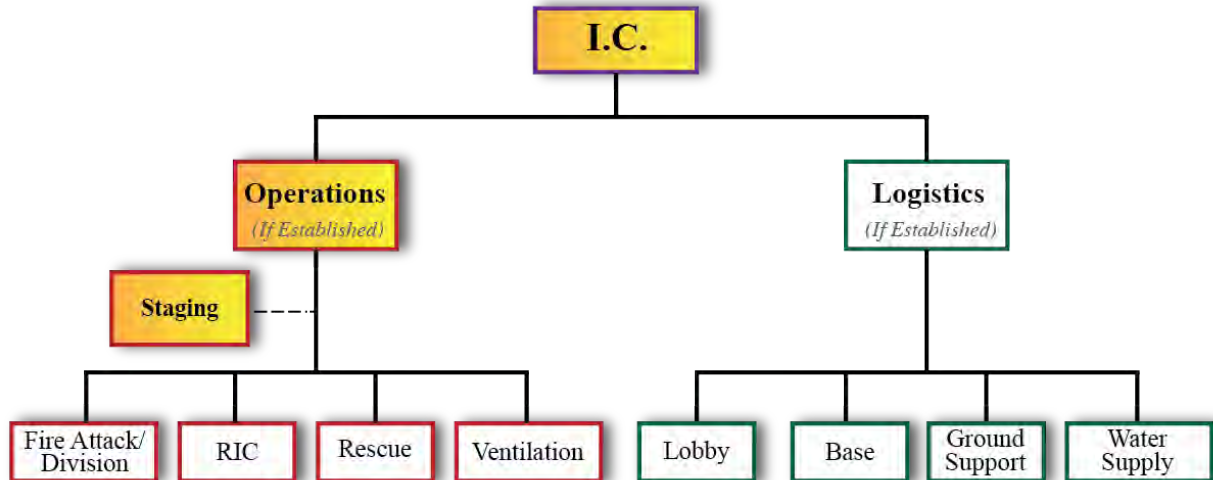 I.C.
Operations
(If Established)
Logistics
(If Established)
Staging
Fire Attack/
Division
RIC
Rescue
Ventilation
Lobby
Base
Ground
Support
Water
Supply